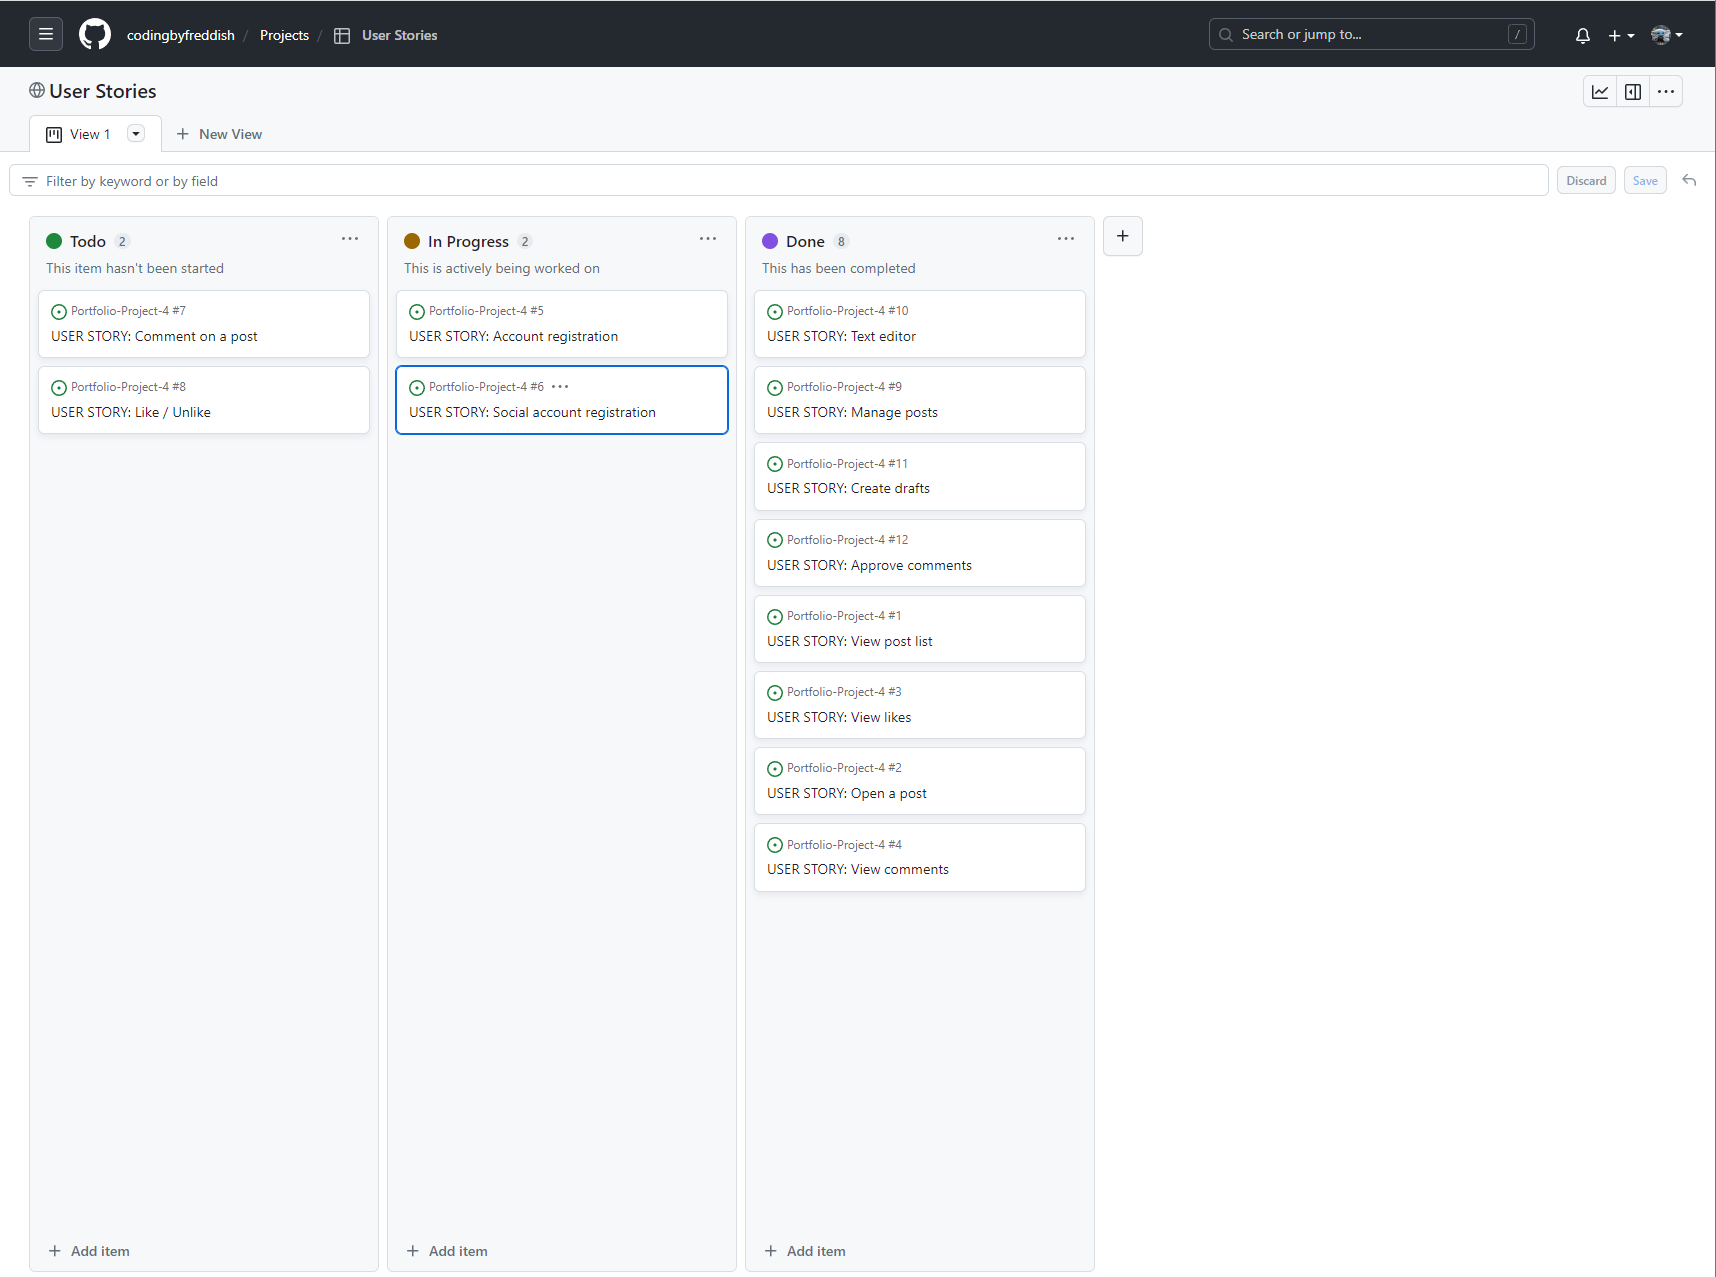 codingbyfreddish / Projects / User Stories
Search or jump to... /
User Stories
View 1
New View
Filter by keyword or by field
Discard
Save
Todo 2
This item hasn't been started
Portfolio-Project-4 #7
USER STORY: Comment on a post
Portfolio-Project-4 #8
USER STORY: Like / Unlike
Add item
In Progress 2
This is actively being worked on
Portfolio-Project-4 #5
USER STORY: Account registration
Portfolio-Project-4 #6
USER STORY: Social account registration
Add item
Done 8
This has been completed
Portfolio-Project-4 #10
USER STORY: Text editor
Portfolio-Project-4 #9
USER STORY: Manage posts
Portfolio-Project-4 #11
USER STORY: Create drafts
Portfolio-Project-4 #12
USER STORY: Approve comments
Portfolio-Project-4 #1
USER STORY: View post list
Portfolio-Project-4 #3
USER STORY: View likes
Portfolio-Project-4 #2
USER STORY: Open a post
Portfolio-Project-4 #4
USER STORY: View comments
Add item